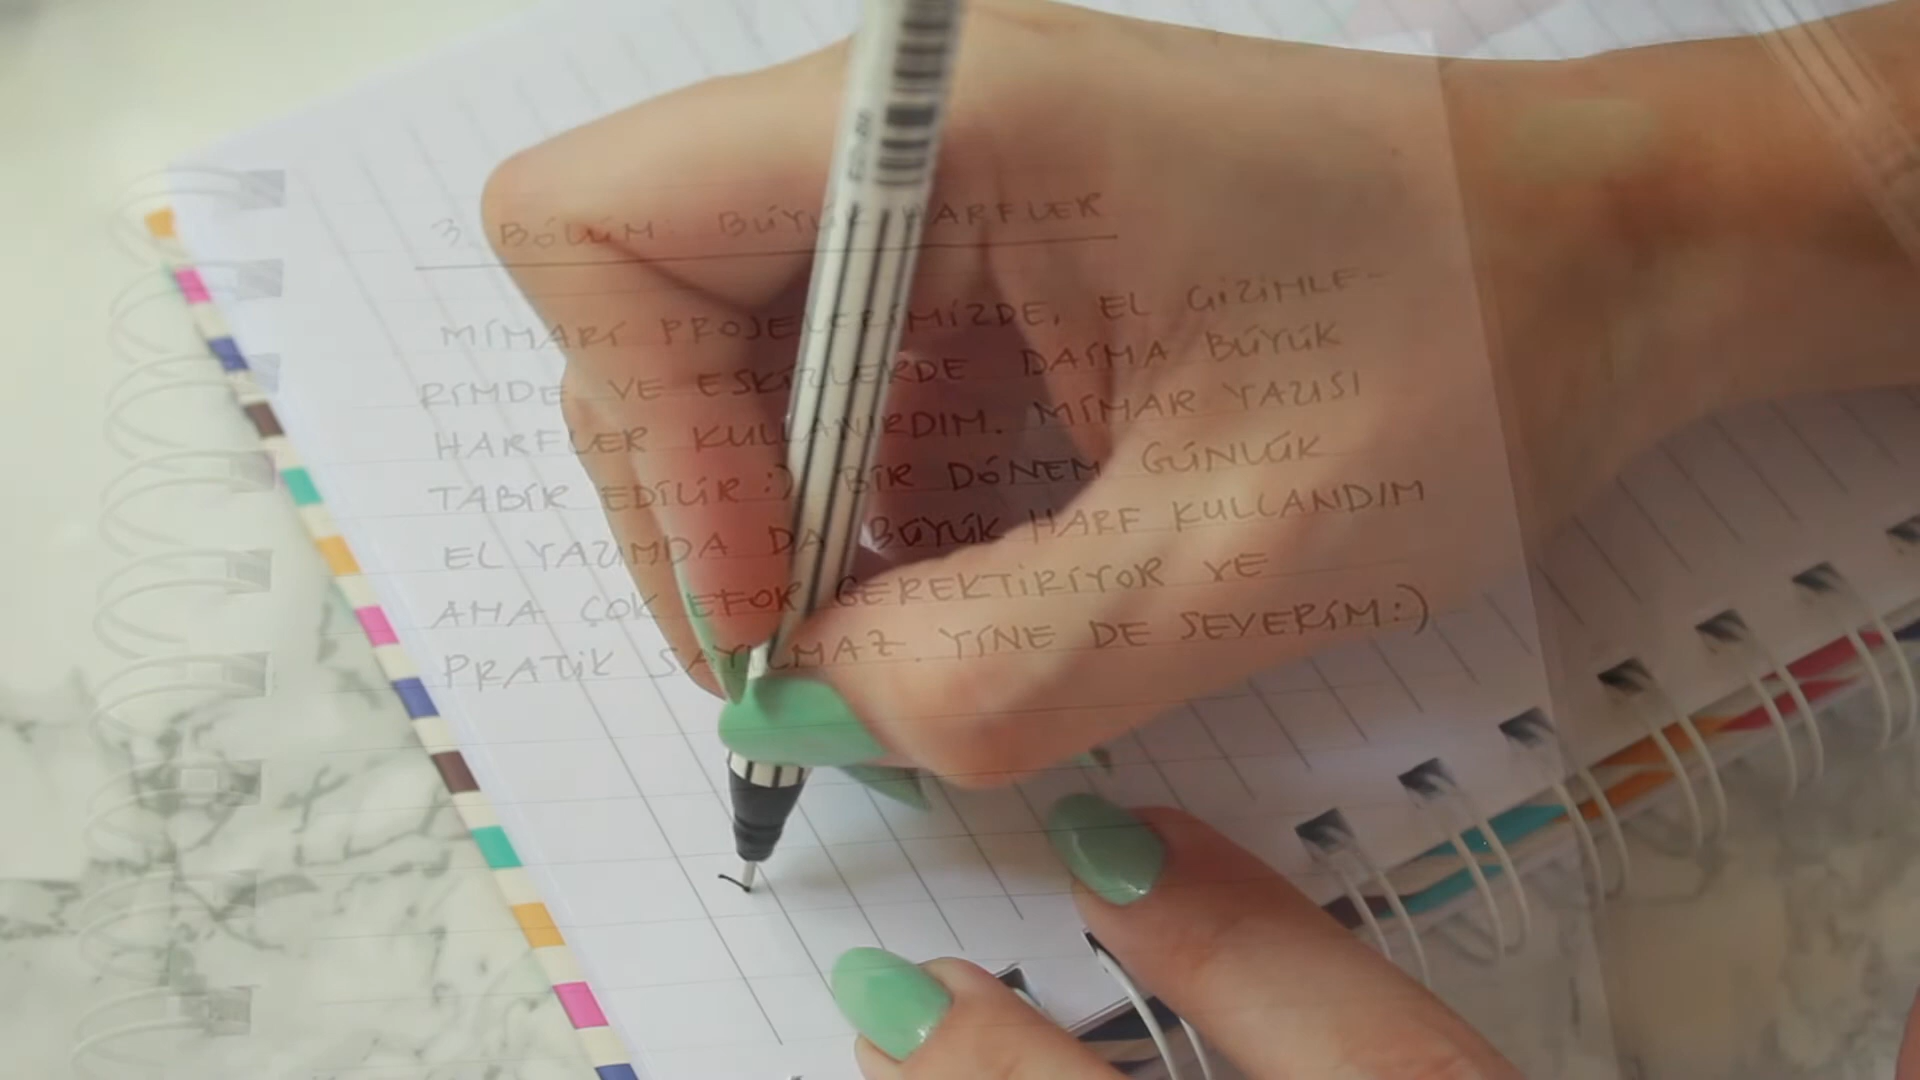 3. BÖLÜM: BÜYÜK HARFLER
MİMARİ PROJELERİMİZDE, EL ÇİZİMLE-
RİMDE VE ESKİZLERDE DAİMA BÜYÜK
HARFLER KULLANIRDIM. MİMAR YAZISI
TABİR EDİLİR :) BİR DÖNEM GÜNLÜK
EL YAZIMDA DA BÜYÜK HARF KULLANDIM
AMA ÇOK EFOR GEREKTİRİYOR VE
PRATİK SAYILMAZ. YİNE DE SEVERİM :)